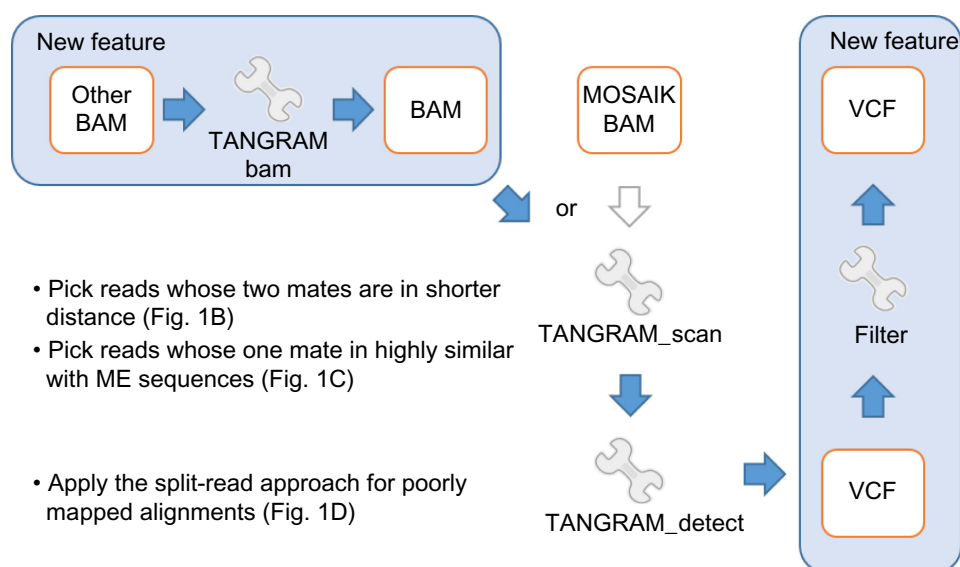 New feature
Other
BAM
TANGRAM
bam
BAM
MOSAIK
BAM
or
• Pick reads whose two mates are in shorter
distance (Fig. 1B)
• Pick reads whose one mate in highly similar
with ME sequences (Fig. 1C)
• Apply the split-read approach for poorly
mapped alignments (Fig. 1D)
TANGRAM_scan
TANGRAM_detect
New feature
VCF
Filter
VCF